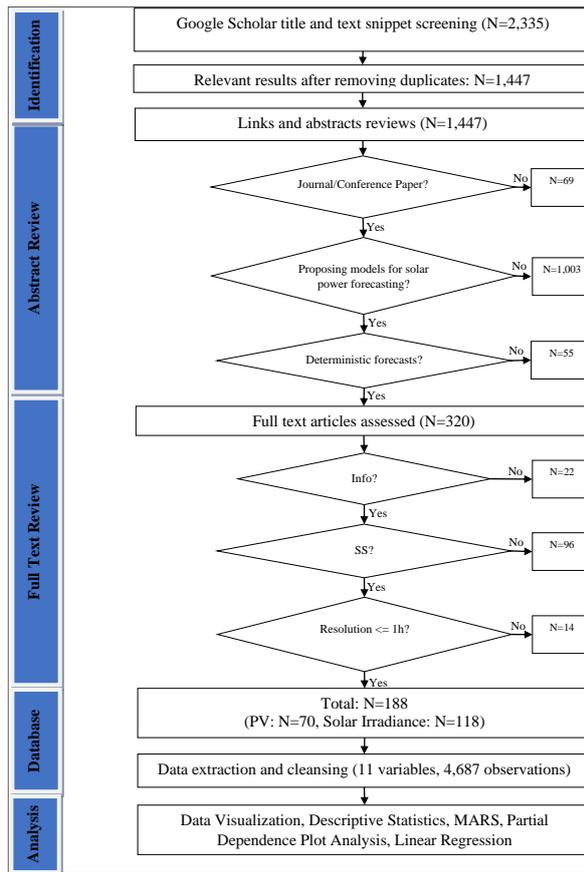 Identification
Google Scholar title and text snippet screening (N=2,335)
Relevant results after removing duplicates: N=1,447
Links and abstracts reviews (N=1,447)
Abstract Review
Journal/Conference Paper?
No
N=69
Yes
Proposing models for solar
power forecasting?
No
N=1,003
Yes
Deterministic forecasts?
No
N=55
Yes
Full Text Review
Full text articles assessed (N=320)
Info?
No
N=22
Yes
SS?
No
N=96
Yes
Resolution <= 1h?
No
N=14
Yes
Database
Total: N=188
(PV: N=70, Solar Irradiance: N=118)
Data extraction and cleansing (11 variables, 4,687 observations)
Analysis
Data Visualization, Descriptive Statistics, MARS, Partial
Dependence Plot Analysis, Linear Regression